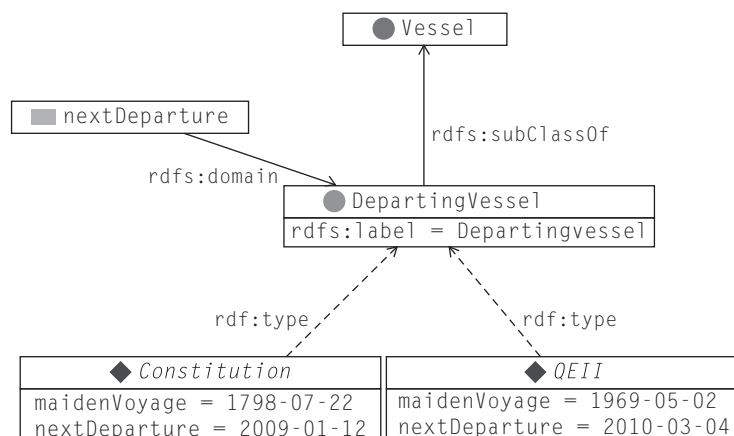 Vessel
nextDeparture
rdfs:subClassOf
rdfs:domain
DepartingVessel
rdfs:label = Departingvessel
rdf:type
rdf:type
Constitution
maidenVoyage = 1798-07-22
nextDeparture = 2009-01-12
QEII
maidenVoyage = 1969-05-02
nextDeparture = 2010-03-04